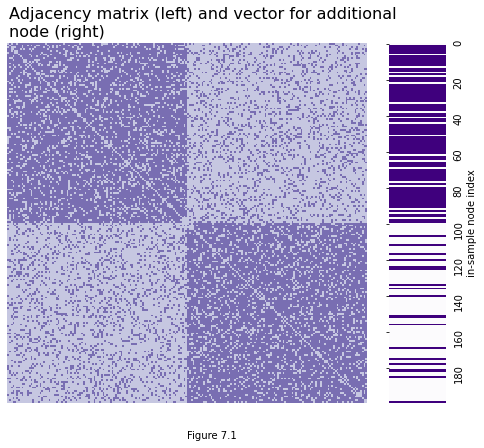 Adjacency matrix (left) and vector for additional
node (right)
0
20
40
60
80
100
120
140
160
180
in-sample node index
Figure 7.1